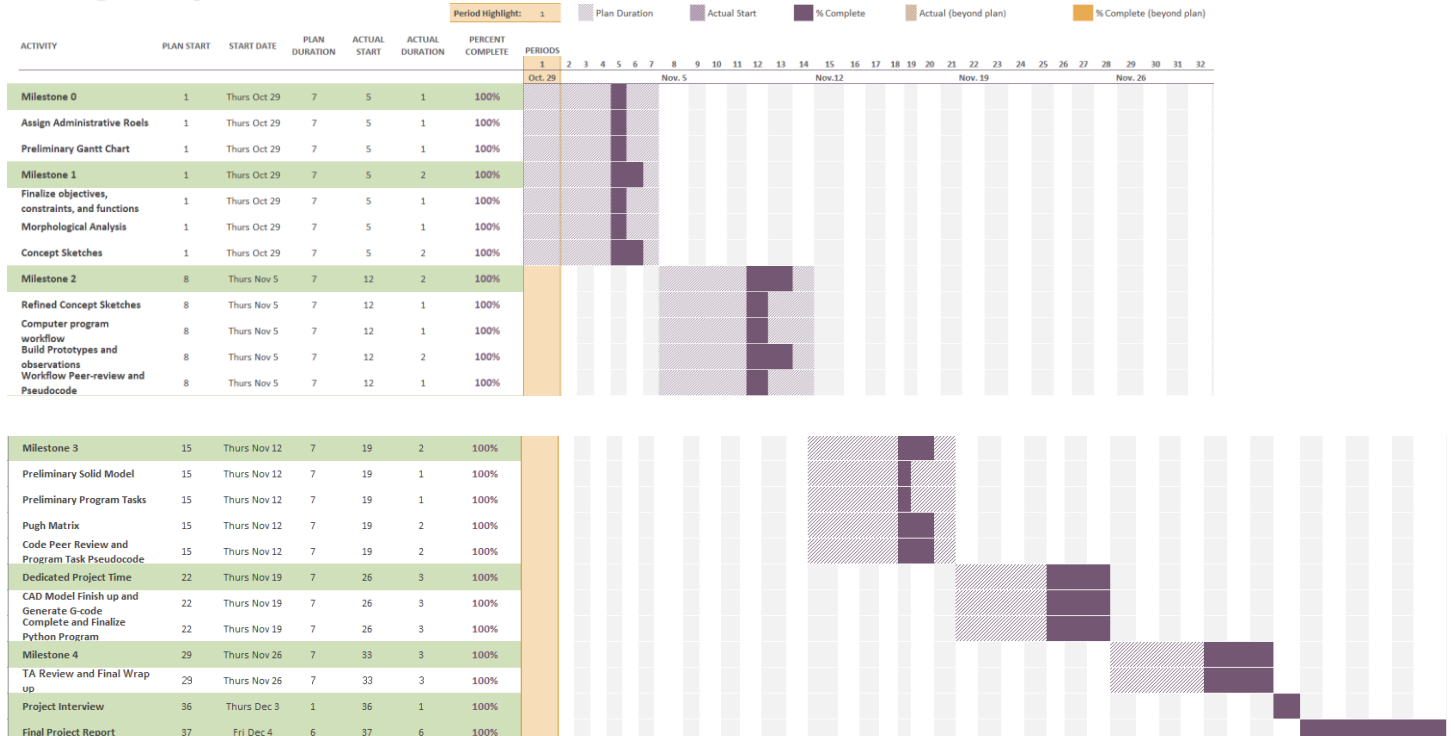 Period Highlight: 1 Plan Duration Actual Start % Complete Actual (beyond plan) % Complete (beyond plan)
ACTIVITY PLAN START START DATE PLAN DURATION ACTUAL START ACTUAL DURATION PERCENT COMPLETE PERIODS
1 2 3 4 5 6 7 8 9 10 11 12 13 14 15 16 17 18 19 20 21 22 23 24 25 26 27 28 29 30 31 32
Oct. 29 Nov. 5 Nov.12 Nov. 19 Nov. 26
Milestone 0 1 Thurs Oct 29 7 5 1 100%
Assign Administrative Roels 1 Thurs Oct 29 7 5 1 100%
Preliminary Gantt Chart 1 Thurs Oct 29 7 5 1 100%
Milestone 1 1 Thurs Oct 29 7 5 2 100%
Finalize objectives,
constraints, and functions 1 Thurs Oct 29 7 5 1 100%
Morphological Analysis 1 Thurs Oct 29 7 5 1 100%
Concept Sketches 1 Thurs Oct 29 7 5 2 100%
Milestone 2 8 Thurs Nov 5 7 12 2 100%
Refined Concept Sketches 8 Thurs Nov 5 7 12 1 100%
Computer program
workflow 8 Thurs Nov 5 7 12 1 100%
Build Prototypes and
observations 8 Thurs Nov 5 7 12 2 100%
Workflow Peer-review and
Pseudocode 8 Thurs Nov 5 7 12 1 100%
Milestone 3 15 Thurs Nov 12 7 19 2 100%
Preliminary Solid Model 15 Thurs Nov 12 7 19 1 100%
Preliminary Program Tasks 15 Thurs Nov 12 7 19 1 100%
Pugh Matrix 15 Thurs Nov 12 7 19 2 100%
Code Peer Review and
Program Task Pseudocode 15 Thurs Nov 12 7 19 2 100%
Dedicated Project Time 22 Thurs Nov 19 7 26 3 100%
CAD Model Finish up and
Generate G-code 22 Thurs Nov 19 7 26 3 100%
Complete and Finalize
Python Program 22 Thurs Nov 19 7 26 3 100%
Milestone 4 29 Thurs Nov 26 7 33 3 100%
TA Review and Final Wrap
up 29 Thurs Nov 26 7 33 3 100%
Project Interview 36 Thurs Dec 3 1 36 1 100%
Final Project Report 37 Fri Dec 4 6 37 6 100%